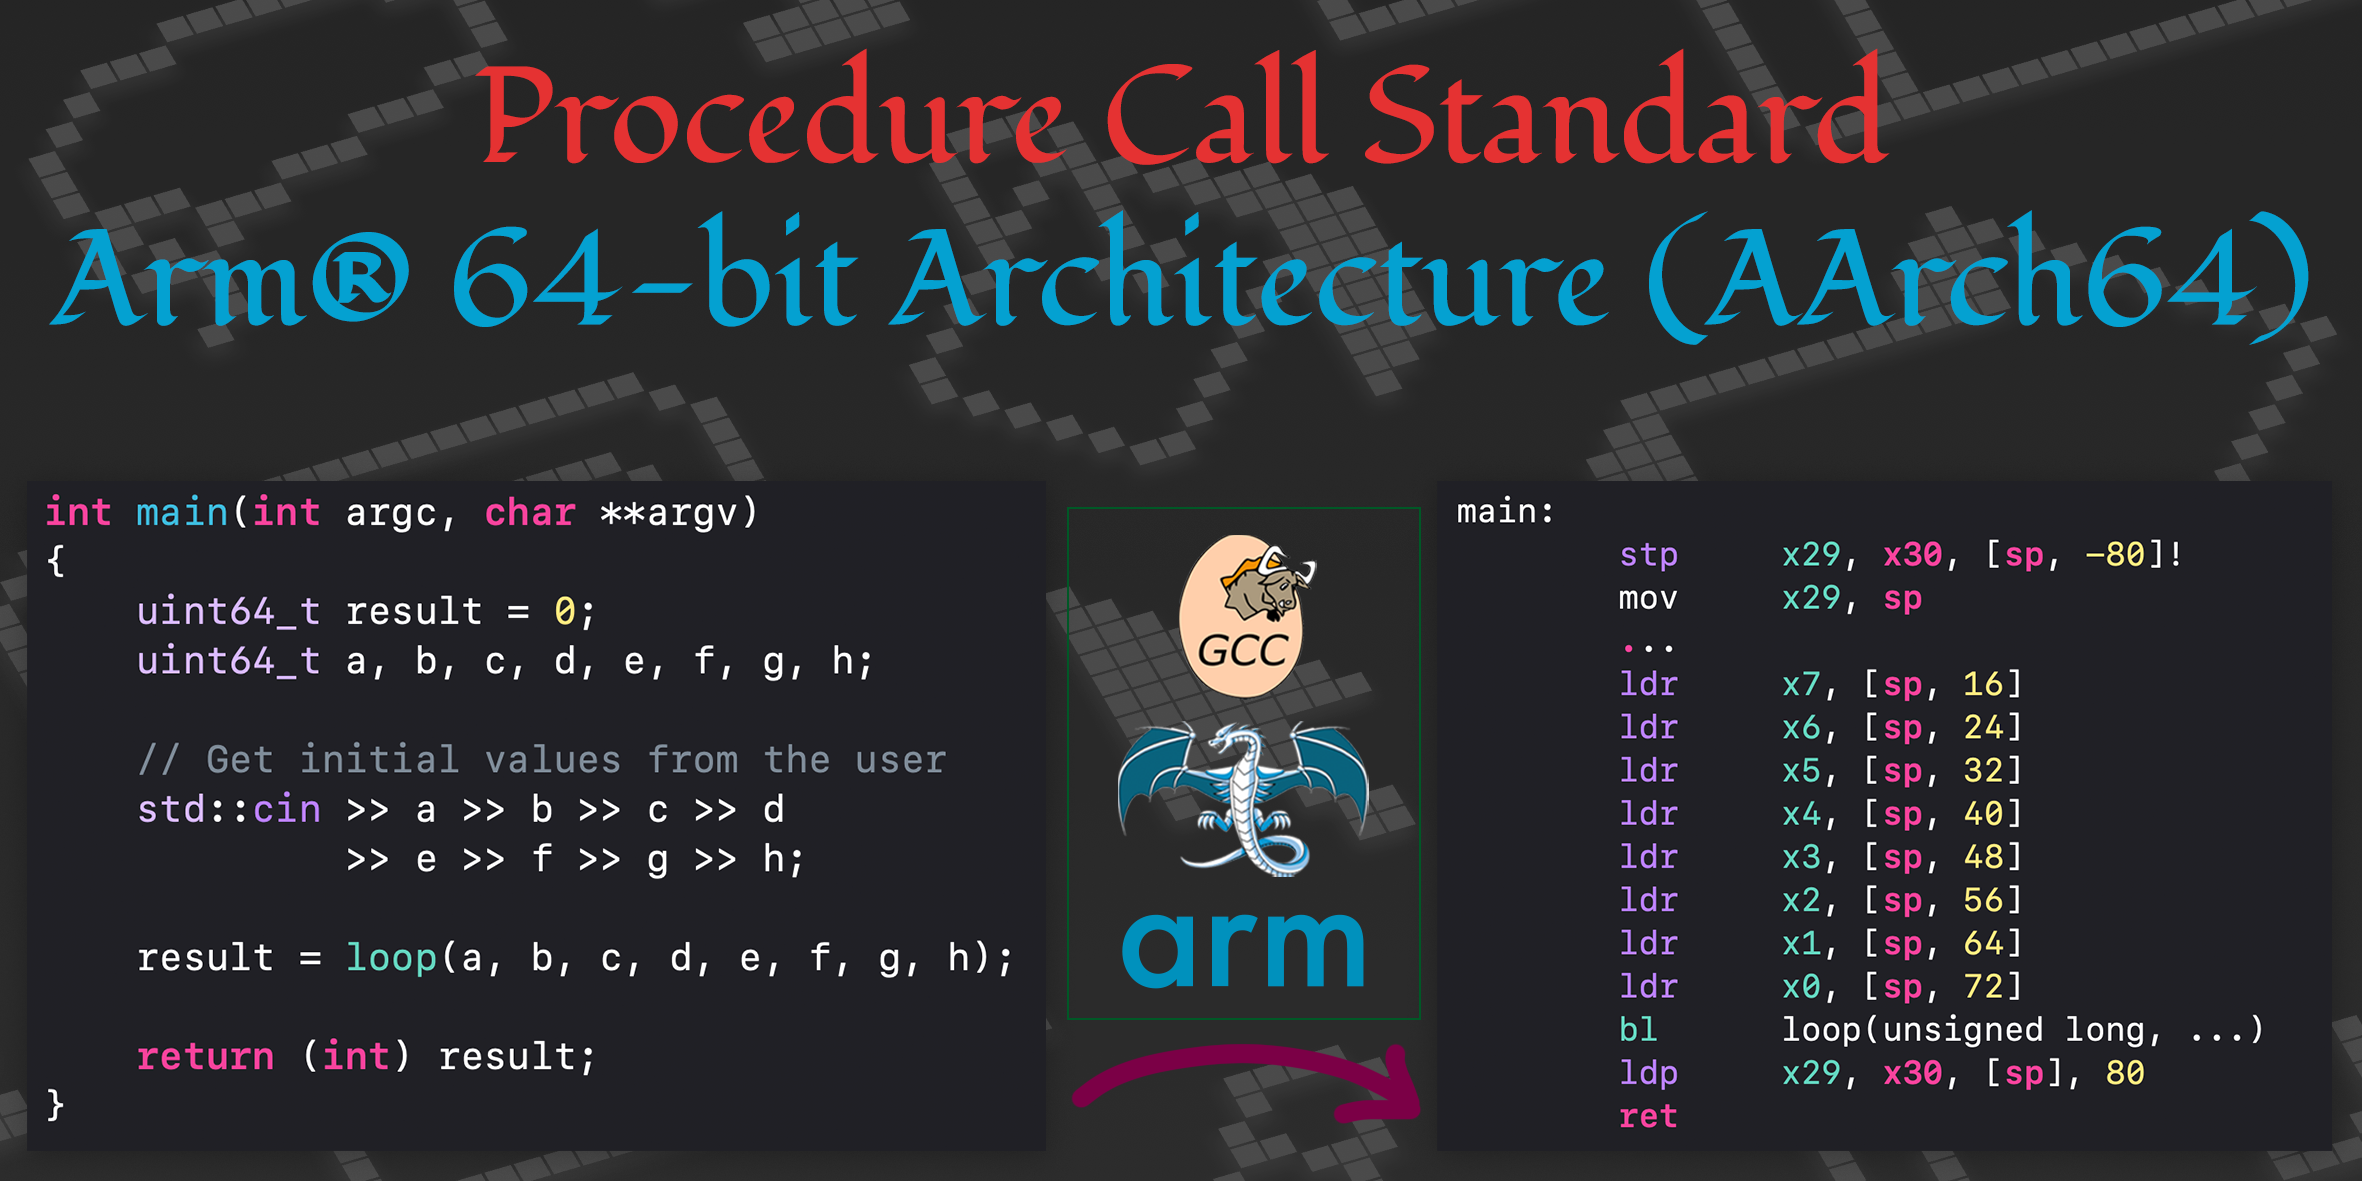 Procedure Call Standard
Arm® 64-bit Architecture (AArch64)
int main(int argc, char **argv)
{
    uint64_t result = 0;
    uint64_t a, b, c, d, e, f, g, h;
    // Get initial values from the user
    std::cin >> a >> b >> c >> d
             >> e >> f >> g >> h;
    result = loop(a, b, c, d, e, f, g, h);
    return (int) result;
}
GCC
arm
main:
stp x29, x30, [sp, -80]!
mov x29, sp
...
ldr x7, [sp, 16]
ldr x6, [sp, 24]
ldr x5, [sp, 32]
ldr x4, [sp, 40]
ldr x3, [sp, 48]
ldr x2, [sp, 56]
ldr x1, [sp, 64]
ldr x0, [sp, 72]
bl loop(unsigned long, ...)
ldp x29, x30, [sp], 80
ret